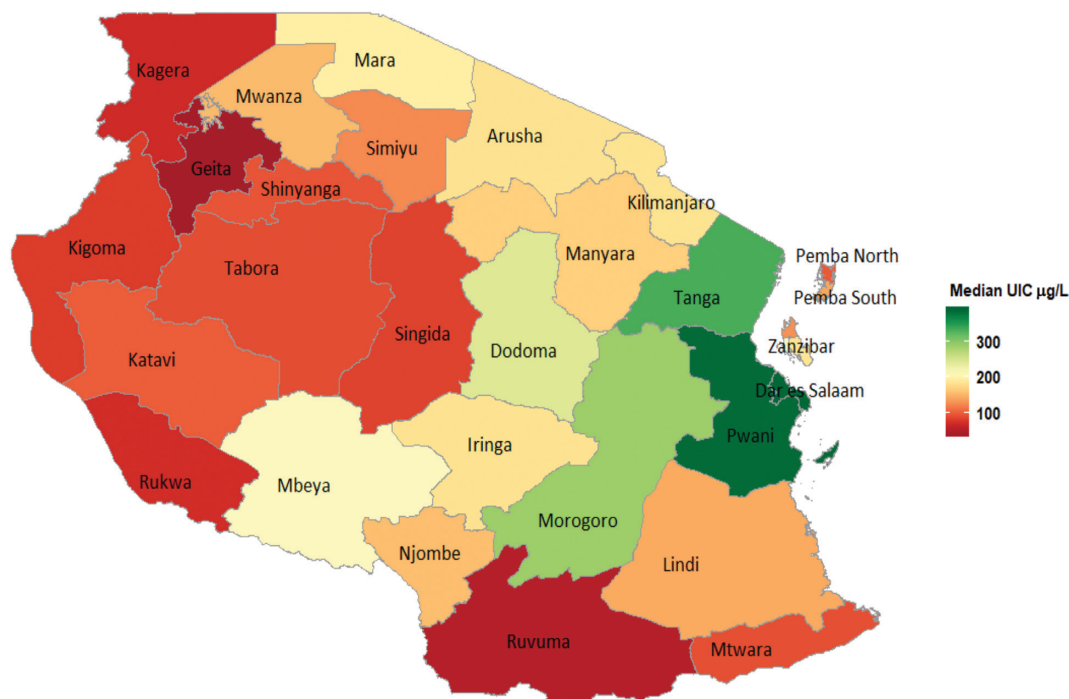 Kagera
Mara
Mwanza
Arusha
Simiyu
Geita
Shinyanga
Kilimanjaro
Kigoma
Manyara
Pemba North
Tabora
Tanga
Pemba South
Median UIC µg/L
Singida
300
Zanzibar
Dodoma
Katavi
200
Dar es Salaam
100
Pwani
Iringa
Rukwa
Mbeya
Morogoro
Njombe
Lindi
Ruvuma
Mtwara